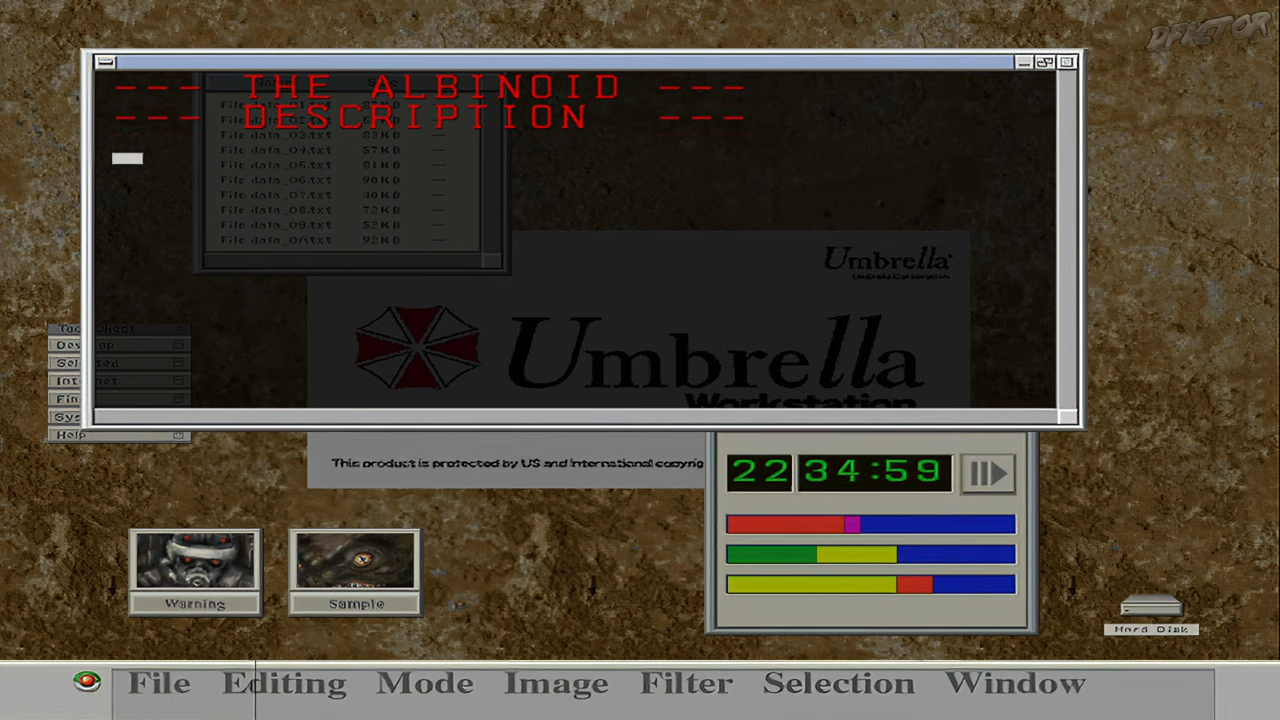 DFACTOR
--- THE ALBINOID ---
--- DESCRIPTION ---
File data_03.txt 83KB —
File data_04.txt 57KB —
File data_05.txt 81KB —
File data_06.txt 90KB —
File data_07.txt 40KB —
File data_08.txt 72KB —
File data_09.txt 52KB —
File data_0A.txt 92KB —
Umbrella
Umbrella
Workstation
This product is protected by US and International copyrig
Help
22 34:59
Warning
Sample
Hard Disk
File Editing Mode Image Filter Selection Window